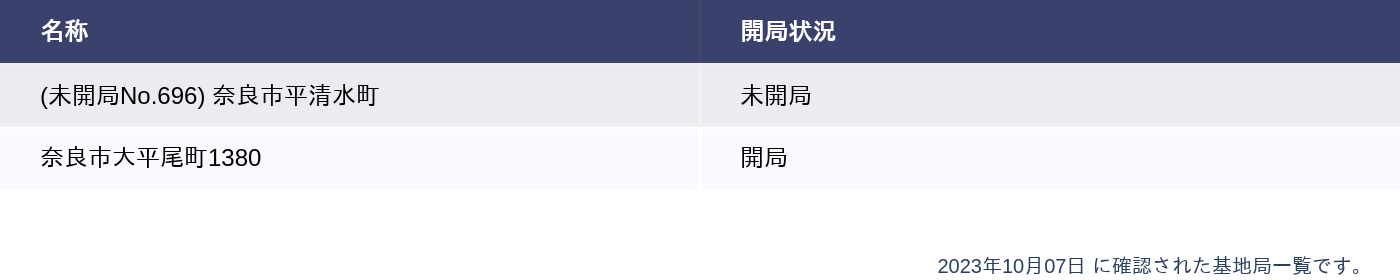 名称 開局状況
(未開局No.696) 奈良市平清水町 未開局
奈良市大平尾町1380 開局
2023年10月07日 に確認された基地局一覧です。